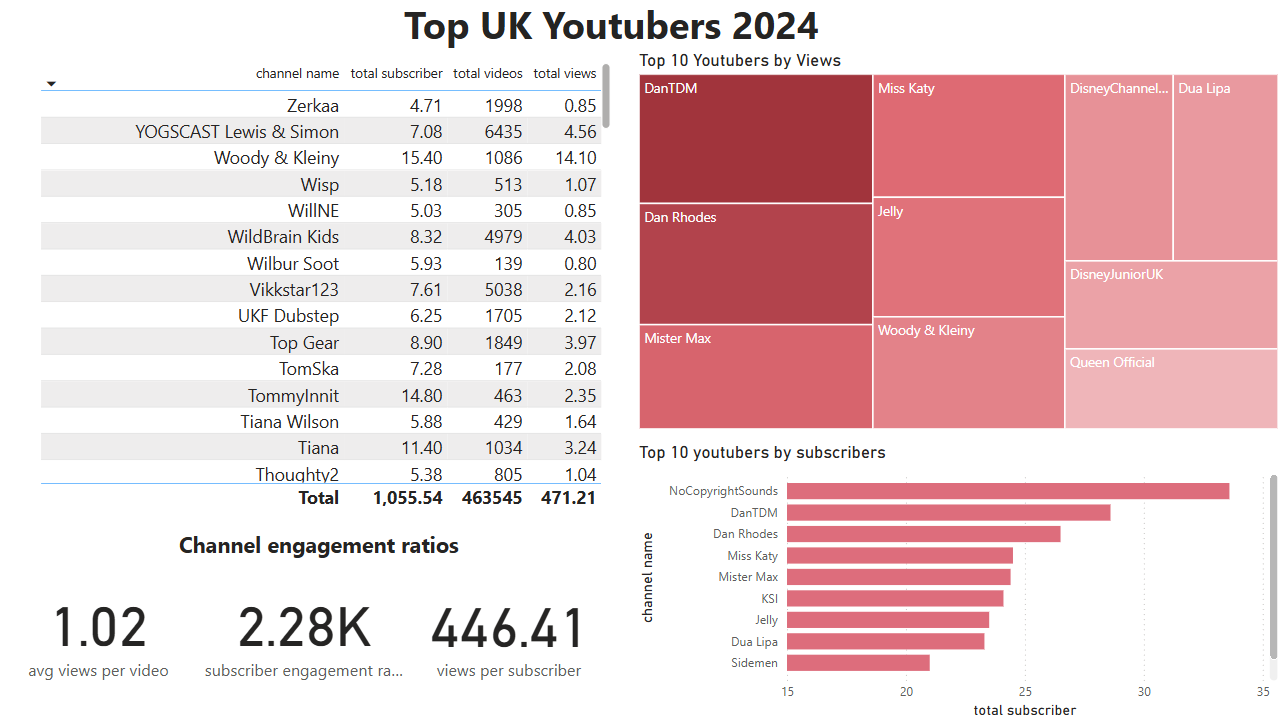 Top UK Youtubers 2024
channel name total subscriber total videos total views
Zerkaa 4.71 1998 0.85
YOGSCAST Lewis & Simon 7.08 6435 4.56
Woody & Kleiny 15.40 1086 14.10
Wisp 5.18 513 1.07
WillNE 5.03 305 0.85
WildBrain Kids 8.32 4979 4.03
Wilbur Soot 5.93 139 0.80
Vikkstar123 7.61 5038 2.16
UKF Dubstep 6.25 1705 2.12
Top Gear 8.90 1849 3.97
TomSka 7.28 177 2.08
TommyInnit 14.80 463 2.35
Tiana Wilson 5.88 429 1.64
Tiana 11.40 1034 3.24
Thoughty2 5.38 805 1.04
Total 1,055.54 463545 471.21
Channel engagement ratios
1.02 2.28K 446.41
avg views per video subscriber engagement ra... views per subscriber
Top 10 Youtubers by Views
DanTDM
Dan Rhodes
Mister Max
Miss Katy
Jelly
Woody & Kleiny
DisneyChannel...
Dua Lipa
DisneyJuniorUK
Queen Official
Top 10 youtubers by subscribers
channel name
NoCopyrightSounds
DanTDM
Dan Rhodes
Miss Katy
Mister Max
KSI
Jelly
Dua Lipa
Sidemen
15 20 25 30 35
total subscriber